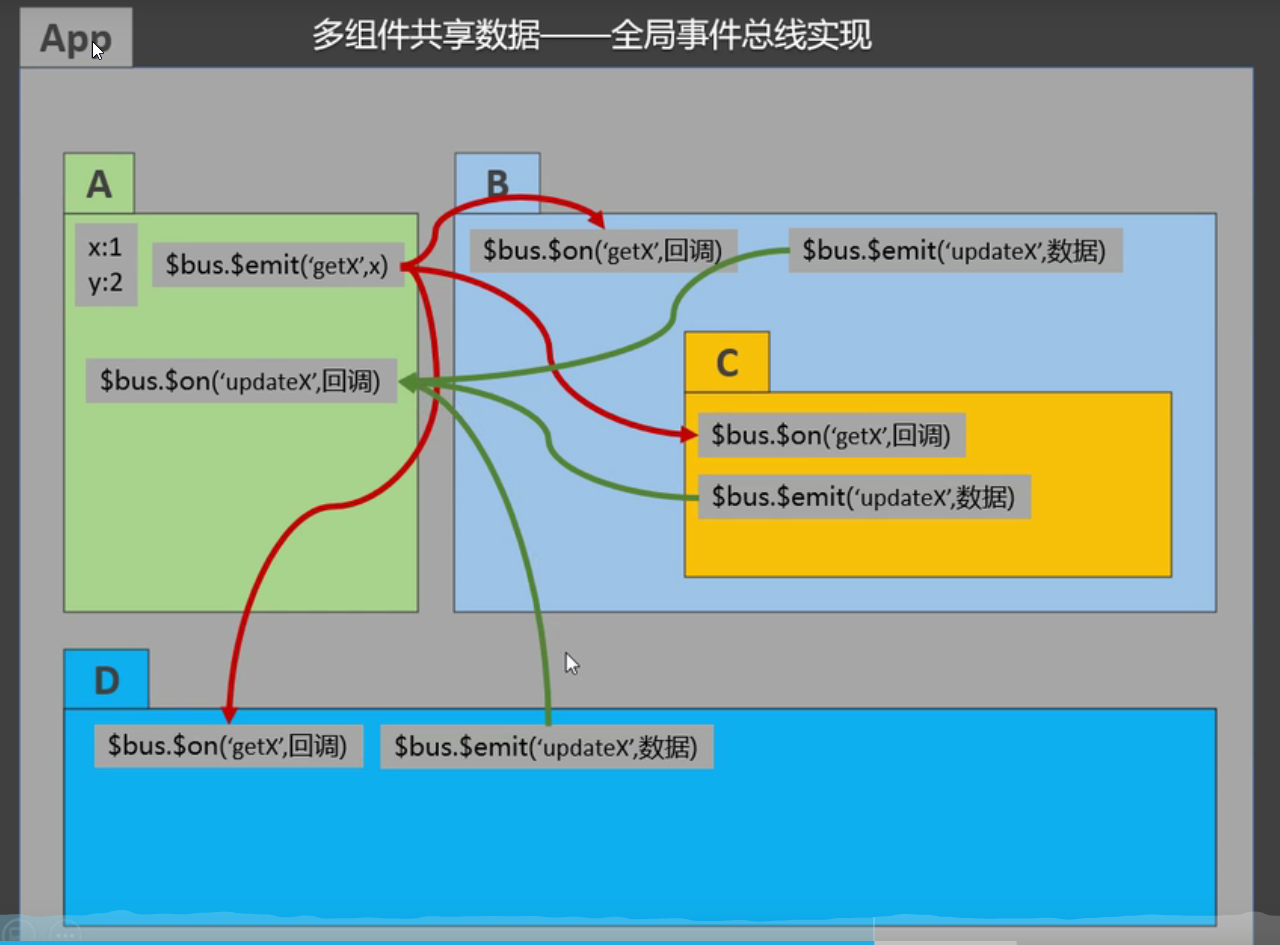 App
多组件共享数据——全局事件总线实现
A
B
x:1
y:2
$bus.$emit(‘getX’,x)
$bus.$on(‘getX’,回调)
$bus.$emit(‘updateX’,数据)
$bus.$on(‘updateX’,回调)
C
$bus.$on(‘getX’,回调)
$bus.$emit(‘updateX’,数据)
D
$bus.$on(‘getX’,回调)
$bus.$emit(‘updateX’,数据)